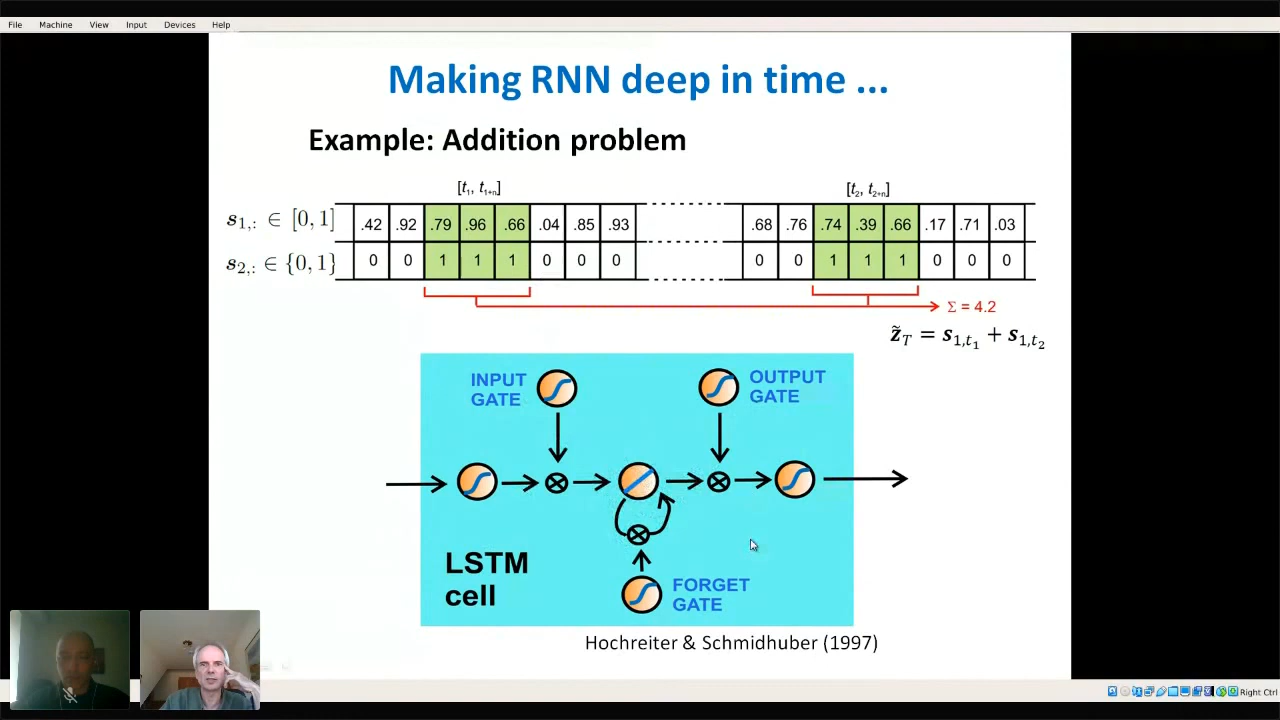 File Machine View Input Devices Help
Making RNN deep in time ...
Example: Addition problem
[t₁, t₁₊ₙ] [t₂, t₂₊ₙ]
s₁,: ∈ [0, 1] .42 .92 .79 .96 .66 .04 .85 .93 .68 .76 .74 .39 .66 .17 .71 .03
s₂,: ∈ {0, 1} 0 0 1 1 1 0 0 0 0 0 1 1 1 0 0 0
Σ = 4.2
z̃_T = s₁,t₁ + s₁,t₂
INPUT
GATE
OUTPUT
GATE
LSTM
cell
FORGET
GATE
Hochreiter & Schmidhuber (1997)
Right Ctrl